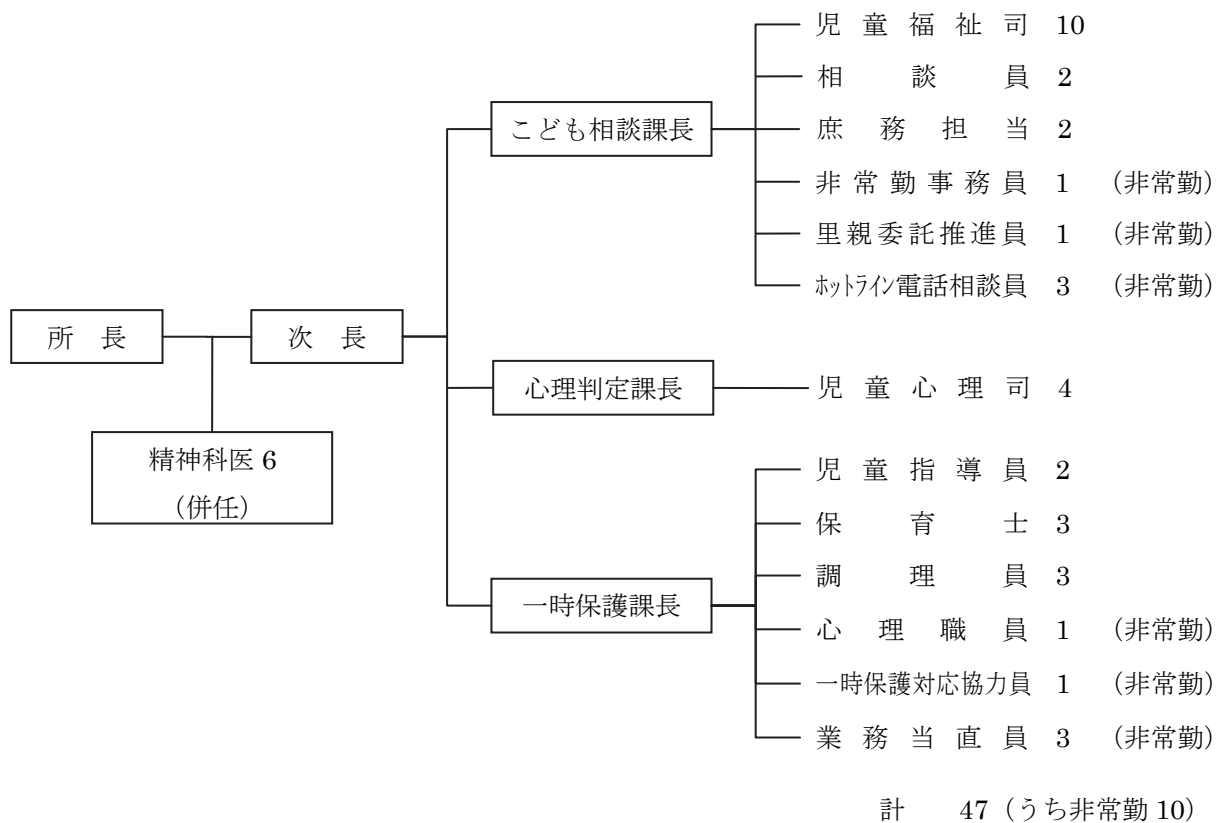 児童福祉司 10
相談員 2
こども相談課長
庶務担当 2
非常勤事務員 1 （非常勤）
里親委託推進員 1 （非常勤）
ﾎｯﾄﾗｲﾝ電話相談員 3 （非常勤）
所長
次長
心理判定課長
児童心理司 4
精神科医 6
（併任）
児童指導員 2
保育士 3
調理員 3
一時保護課長
心理職員 1 （非常勤）
一時保護対応協力員 1 （非常勤）
業務当直員 3 （非常勤）
計 47（うち非常勤 10）